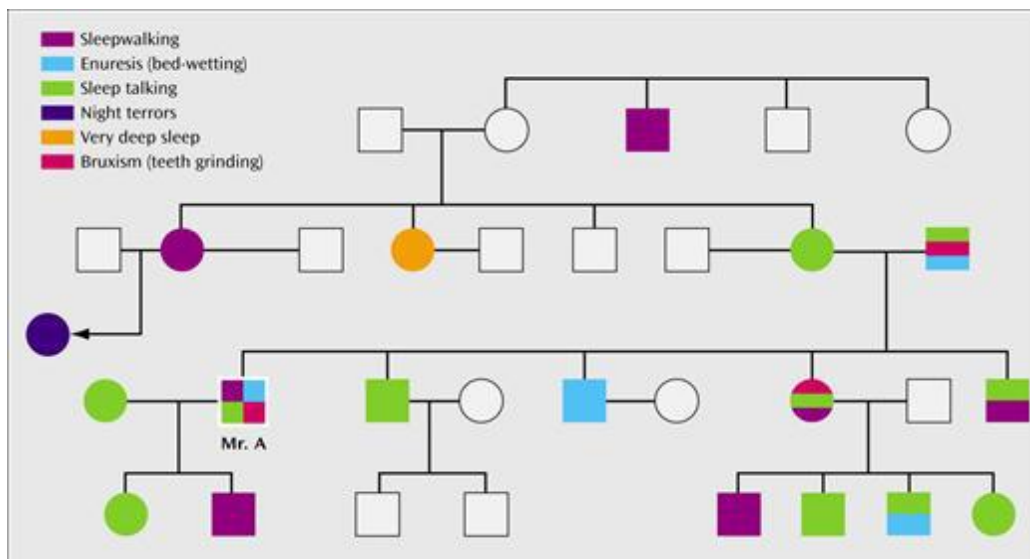 Sleepwalking
Enuresis (bed-wetting)
Sleep talking
Night terrors
Very deep sleep
Bruxism (teeth grinding)
Mr. A